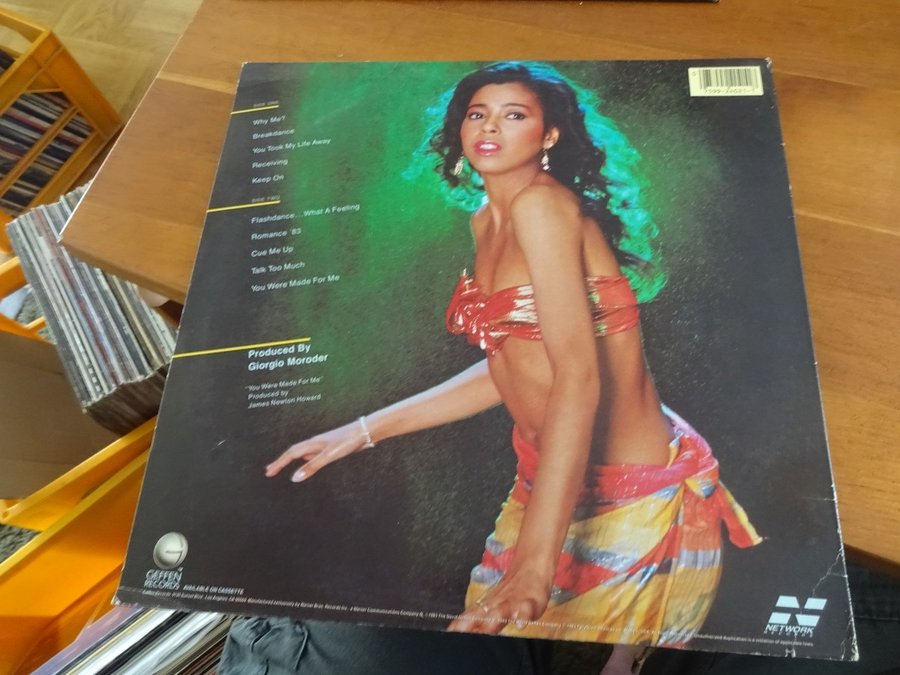 SIDE ONE
Why Me?
Breakdance
You Took My Life Away
Receiving
Keep On
SIDE TWO
Flashdance...What A Feeling
Romance '83
Cue Me Up
Talk Too Much
You Were Made For Me
Produced By
Giorgio Moroder
"You Were Made For Me"
Produced by
James Newton Howard
GEFFEN
RECORDS
AVAILABLE ON CASSETTE
NETWORK
RECORDS